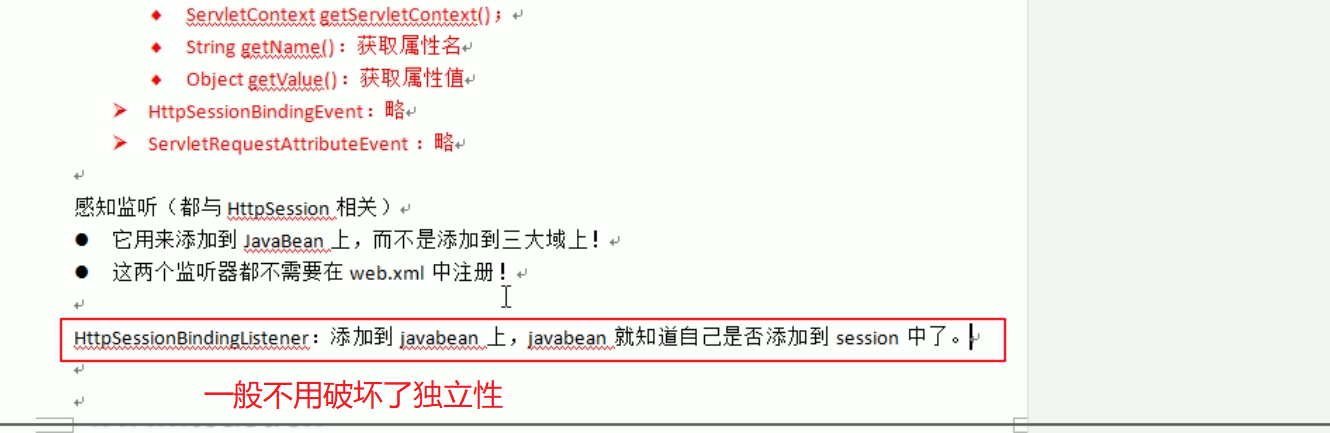 ◆ ServletContext getServletContext()；
◆ String getName()：获取属性名
◆ Object getValue()：获取属性值
➢ HttpSessionBindingEvent：略
➢ ServletRequestAttributeEvent ：略
感知监听（都与 HttpSession 相关）
● 它用来添加到 JavaBean 上，而不是添加到三大域上！
● 这两个监听器都不需要在 web.xml 中注册！
HttpSessionBindingListener：添加到 javabean 上，javabean 就知道自己是否添加到 session 中了。
一般不用破坏了独立性